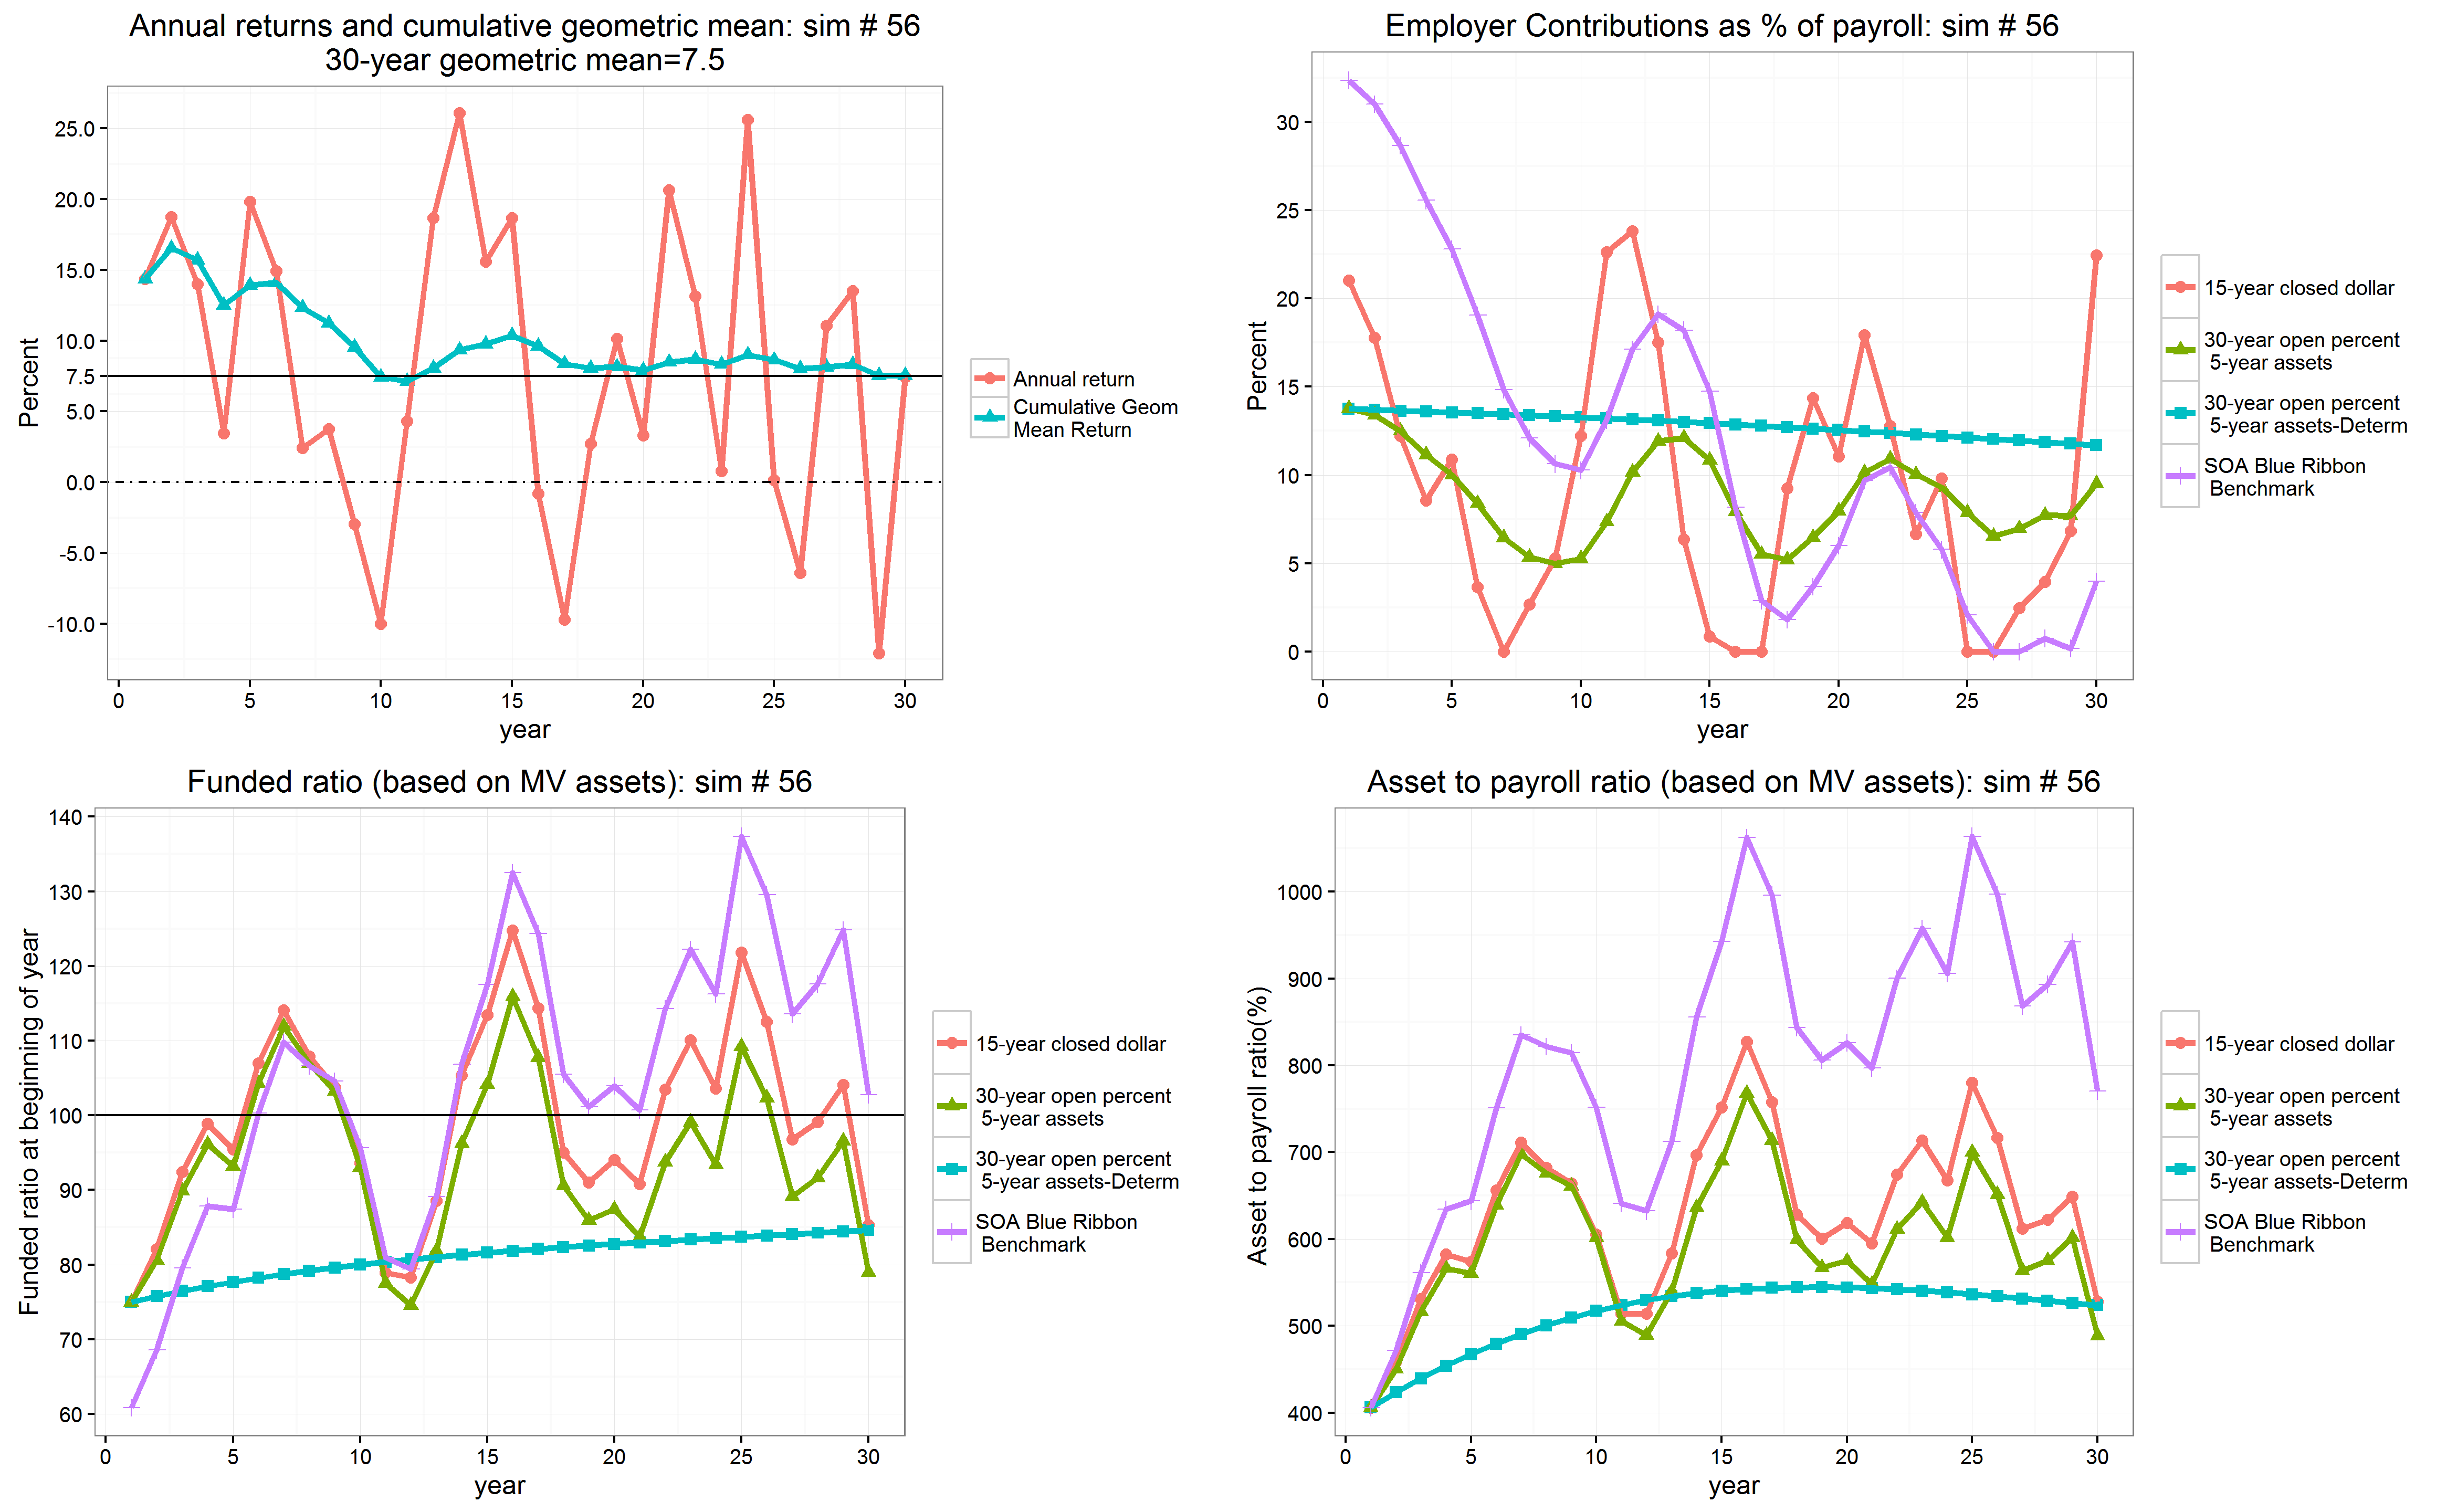 Annual returns and cumulative geometric mean: sim # 56
30-year geometric mean=7.5
Percent
25.0
20.0
15.0
10.0
7.5
5.0
0.0
-5.0
-10.0
0 5 10 15 20 25 30
year
Annual return
Cumulative Geom
Mean Return
Employer Contributions as % of payroll: sim # 56
Percent
30
25
20
15
10
5
0
0 5 10 15 20 25 30
year
15-year closed dollar
30-year open percent
5-year assets
30-year open percent
5-year assets-Determ
SOA Blue Ribbon
Benchmark
Funded ratio (based on MV assets): sim # 56
Funded ratio at beginning of year
140
130
120
110
100
90
80
70
60
0 5 10 15 20 25 30
year
15-year closed dollar
30-year open percent
5-year assets
30-year open percent
5-year assets-Determ
SOA Blue Ribbon
Benchmark
Asset to payroll ratio (based on MV assets): sim # 56
Asset to payroll ratio(%)
1000
900
800
700
600
500
400
0 5 10 15 20 25 30
year
15-year closed dollar
30-year open percent
5-year assets
30-year open percent
5-year assets-Determ
SOA Blue Ribbon
Benchmark